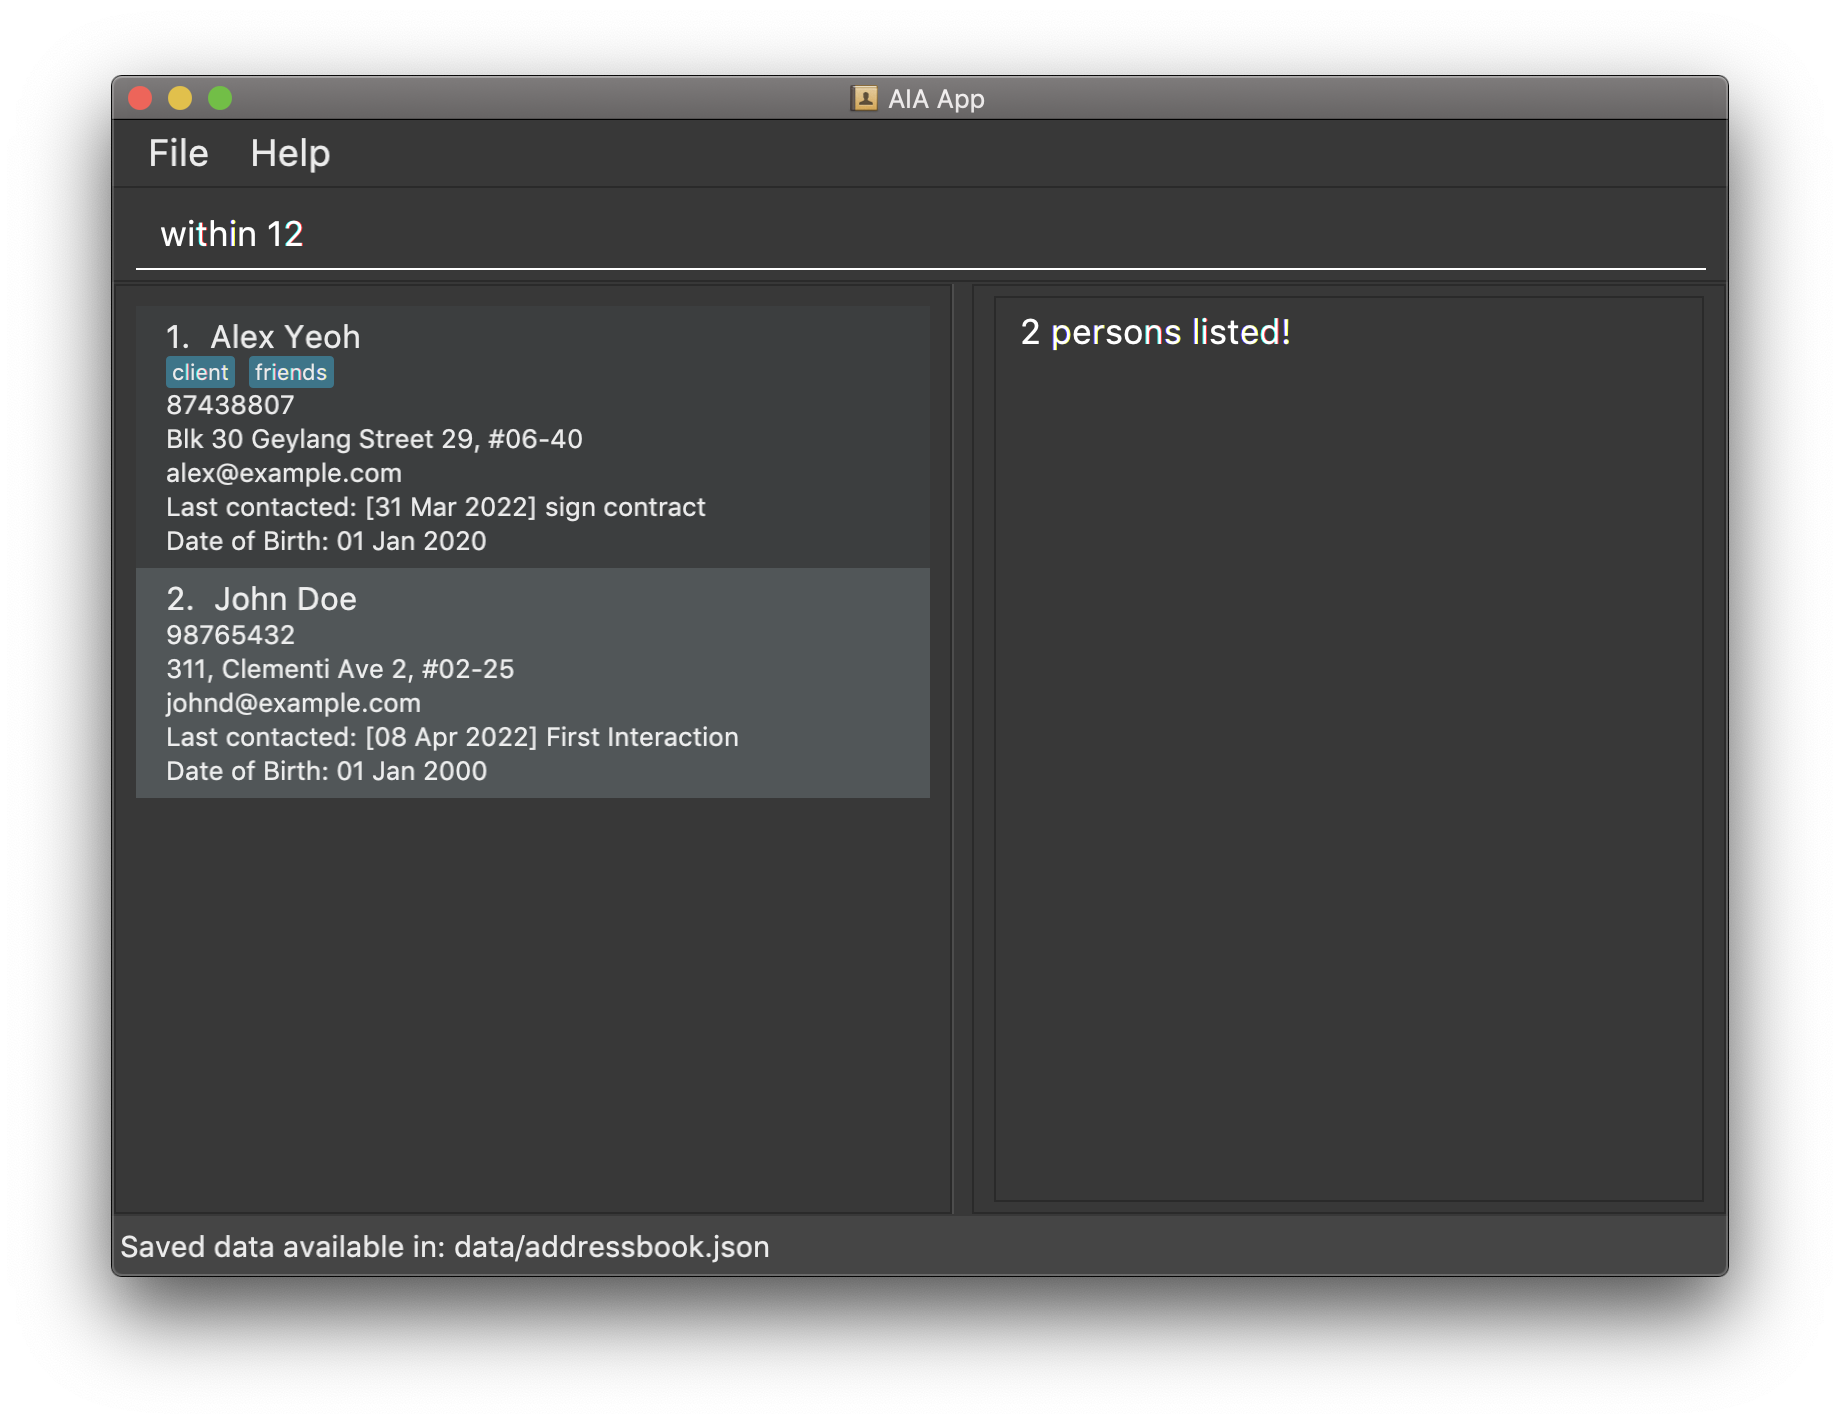 AIA App
File Help
within 12
1. Alex Yeoh
client friends
87438807
Blk 30 Geylang Street 29, #06-40
alex@example.com
Last contacted: [31 Mar 2022] sign contract
Date of Birth: 01 Jan 2020
2. John Doe
98765432
311, Clementi Ave 2, #02-25
johnd@example.com
Last contacted: [08 Apr 2022] First Interaction
Date of Birth: 01 Jan 2000
2 persons listed!
Saved data available in: data/addressbook.json